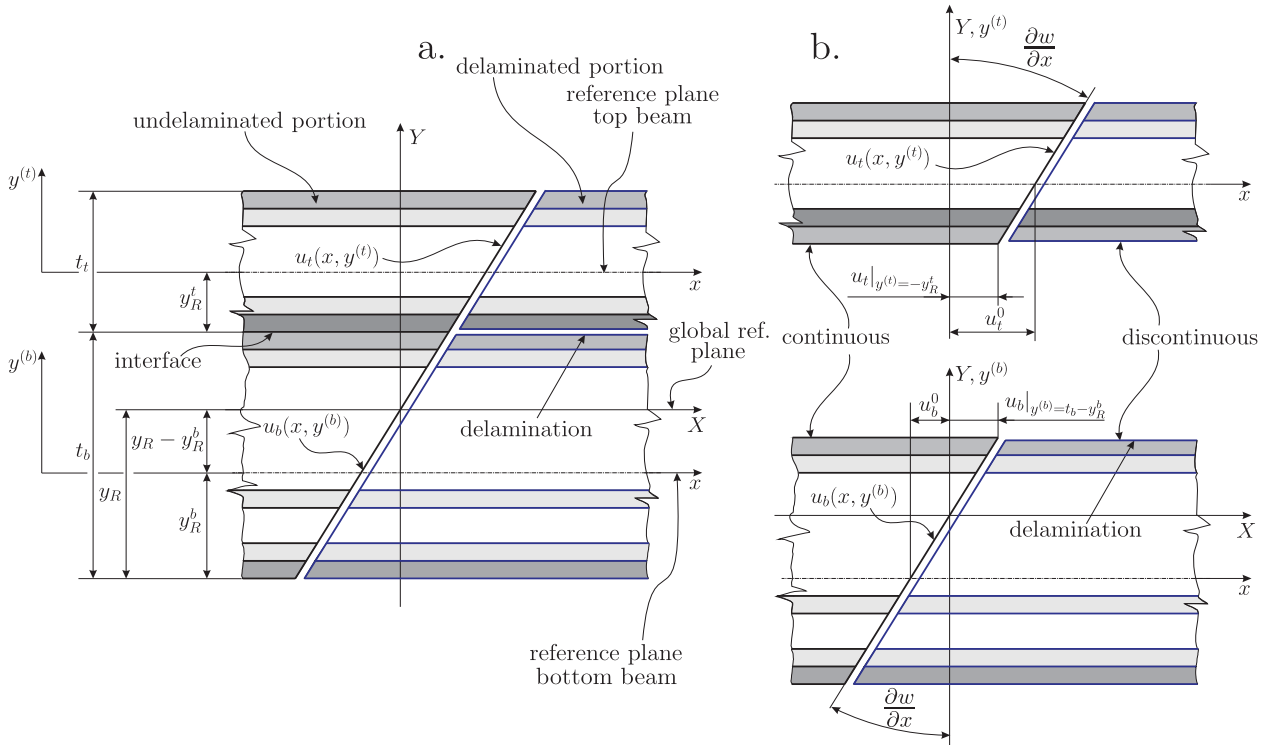 a.
delaminated portion
reference plane
top beam
undelaminated portion
Y
y^{(t)}
t_t
u_t(x, y^{(t)})
x
y_R^t
global ref.
plane
interface
y^{(b)}
X
delamination
u_b(x, y^{(b)})
y_R − y_R^b
t_b
x
y_R
y_R^b
reference plane
bottom beam
b.
Y, y^{(t)}
∂w/∂x
u_t(x, y^{(t)})
x
u_t|_{y^{(t)}=−y_R^t}
u_t^0
continuous
discontinuous
Y, y^{(b)}
u_b^0
u_b|_{y^{(b)}=t_b−y_R^b}
u_b(x, y^{(b)})
delamination
X
x
∂w/∂x